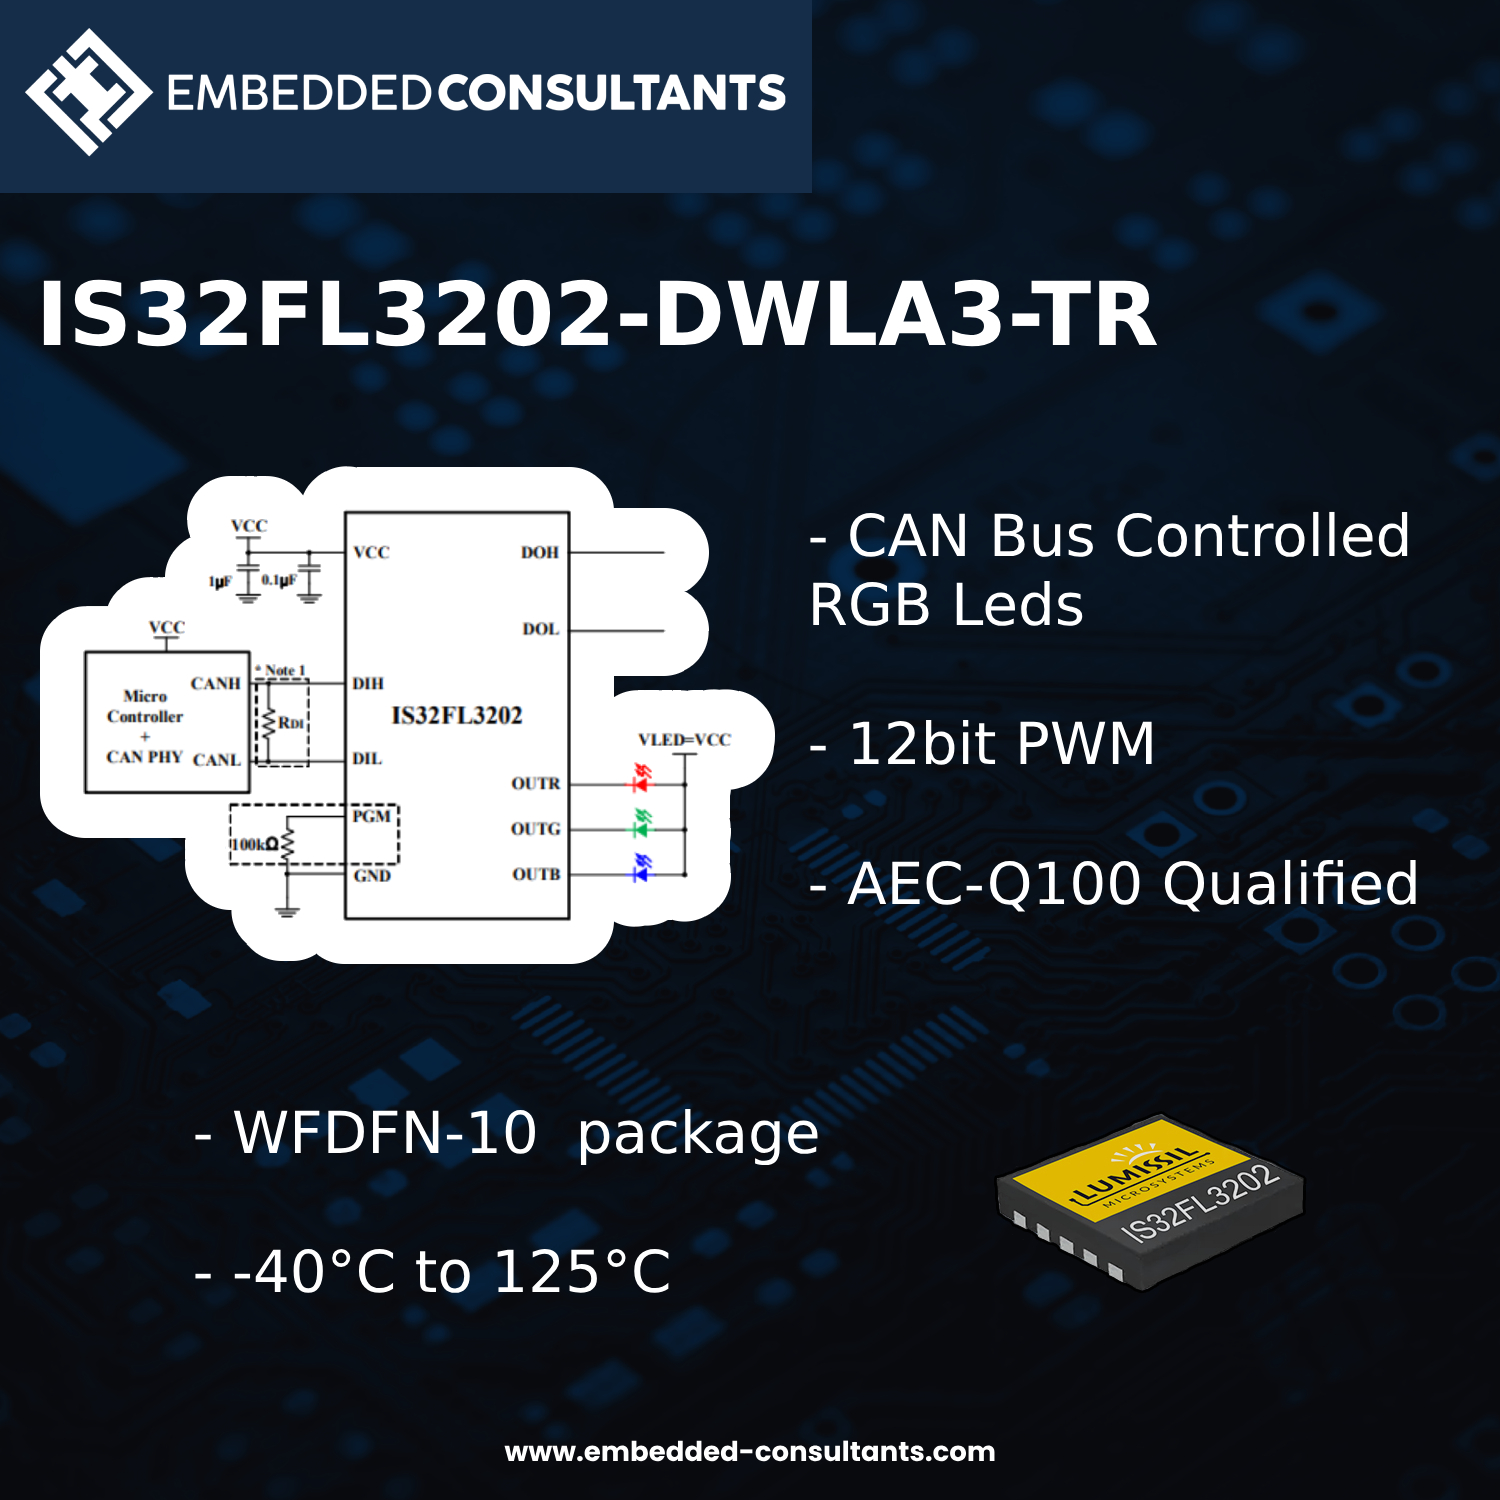 EMBEDDEDCONSULTANTS
IS32FL3202-DWLA3-TR
VCC
1µF
0.1µF
VCC
DOH
DOL
VCC
CANH
* Note 1
DIH
Micro
Controller
+
CAN PHY
RDI
IS32FL3202
CANL
DIL
VLED=VCC
OUTR
PGM
OUTG
100kΩ
GND
OUTB
- CAN Bus Controlled
RGB Leds
- 12bit PWM
- AEC-Q100 Qualified
- WFDFN-10  package
- -40°C to 125°C
LUMISSIL
MICROSYSTEMS
IS32FL3202
www.embedded-consultants.com